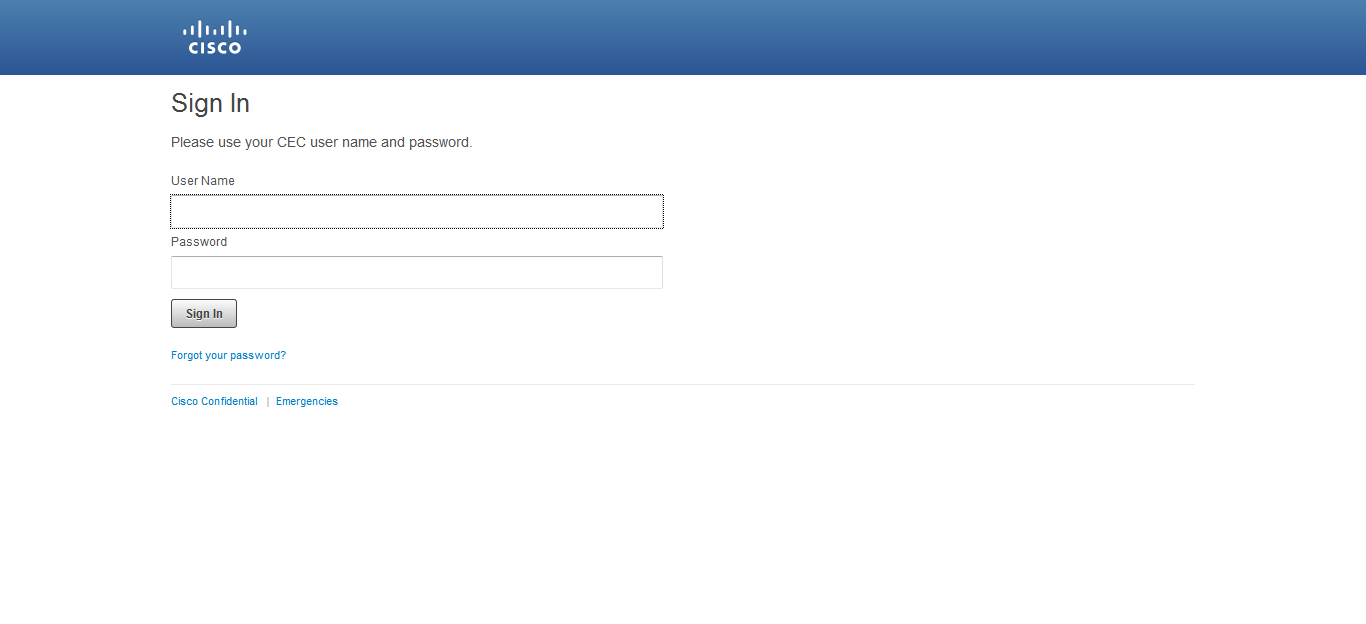 CISCO
Sign In
Please use your CEC user name and password.
User Name
Password
Sign In
Forgot your password?
Cisco Confidential | Emergencies